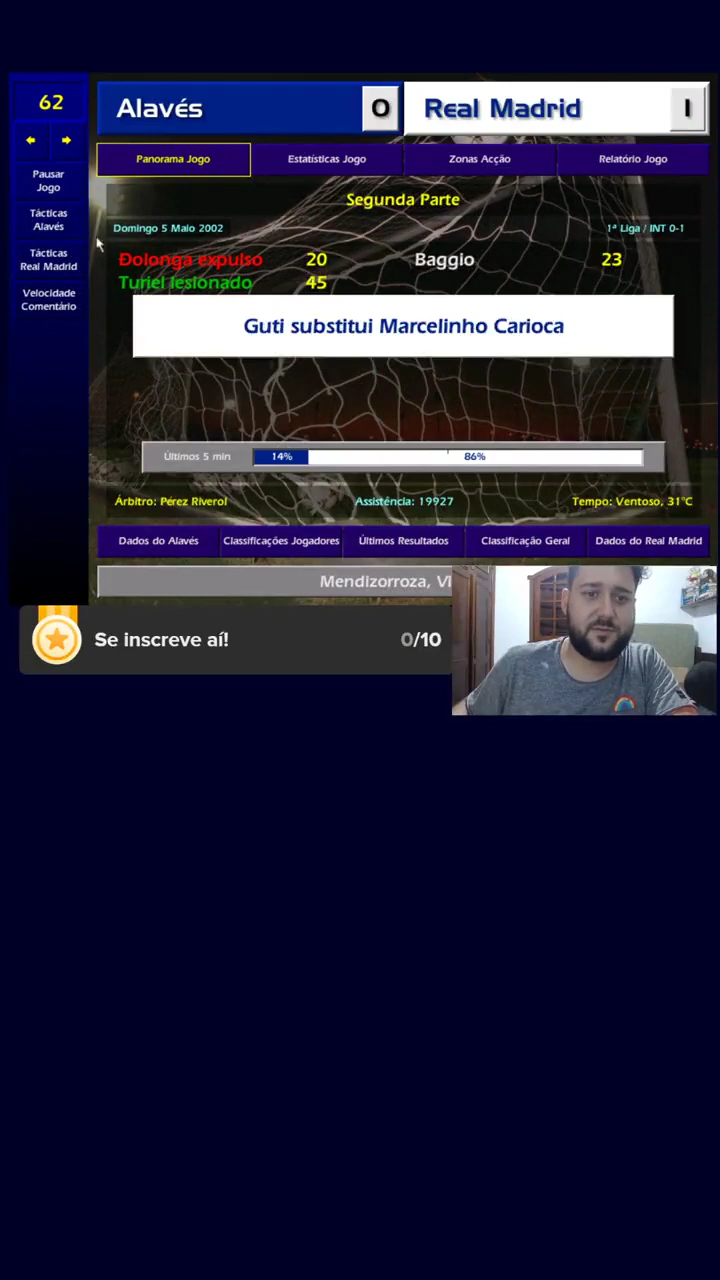 62
Alavés 0 Real Madrid 1
Pausar
Jogo
Tácticas
Alavés
Tácticas
Real Madrid
Velocidade
Comentário
Panorama Jogo Estatísticas Jogo Zonas Acção Relatório Jogo
Segunda Parte
Domingo 5 Maio 2002 1ª Liga / INT 0-1
Đolonga expulso 20 Baggio 23
Turiel lesionado 45
Guti substitui Marcelinho Carioca
Últimos 5 min 14% 86%
Árbitro: Pérez Riverol Assistência: 19927 Tempo: Ventoso, 31°C
Dados do Alavés Classificações Jogadores Últimos Resultados Classificação Geral Dados do Real Madrid
Mendizorroza,
Se inscreve aí! 0/10